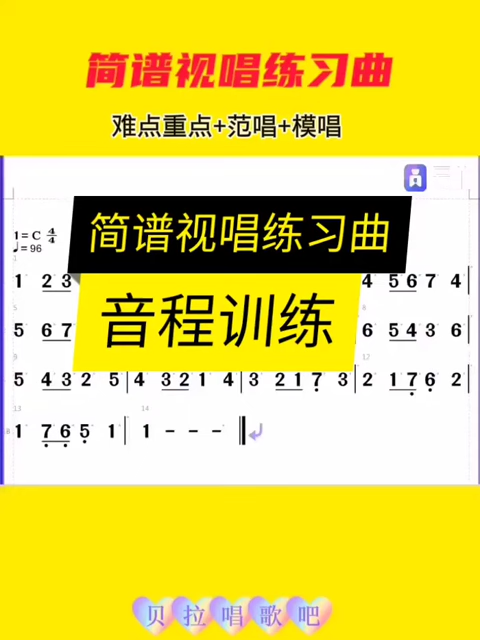 简谱视唱练习曲
难点重点+范唱+模唱
1=C 4/4
♩=96
简谱视唱练习曲
音程训练
1 2 3
4 | 5 6 7 4 |
5 6 7
6 | 5 4 3 6 |
9
12
5 4 3 2 5 | 4 3 2 1 4 | 3 2 1 7̣ 3 | 2 1 7̣ 6̣ 2 |
13
14
1 7̣ 6̣ 5̣ 1 | 1 - - - ‖
贝拉唱歌吧